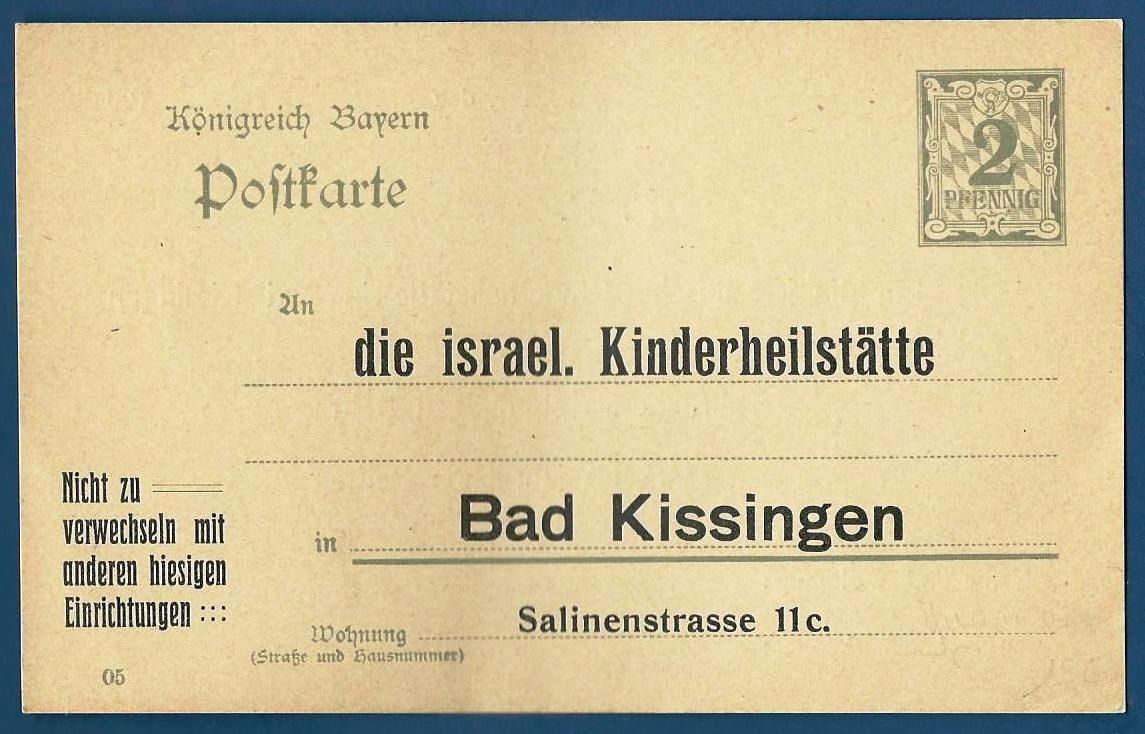 Königreich Bayern
Postkarte
2
PFENNIG
An
die israel. Kinderheilstätte
in Bad Kissingen
Nicht zu
verwechseln mit
anderen hiesigen
Einrichtungen :::
Salinenstrasse 11c.
Wohnung
(Straße und Hausnummer)
05